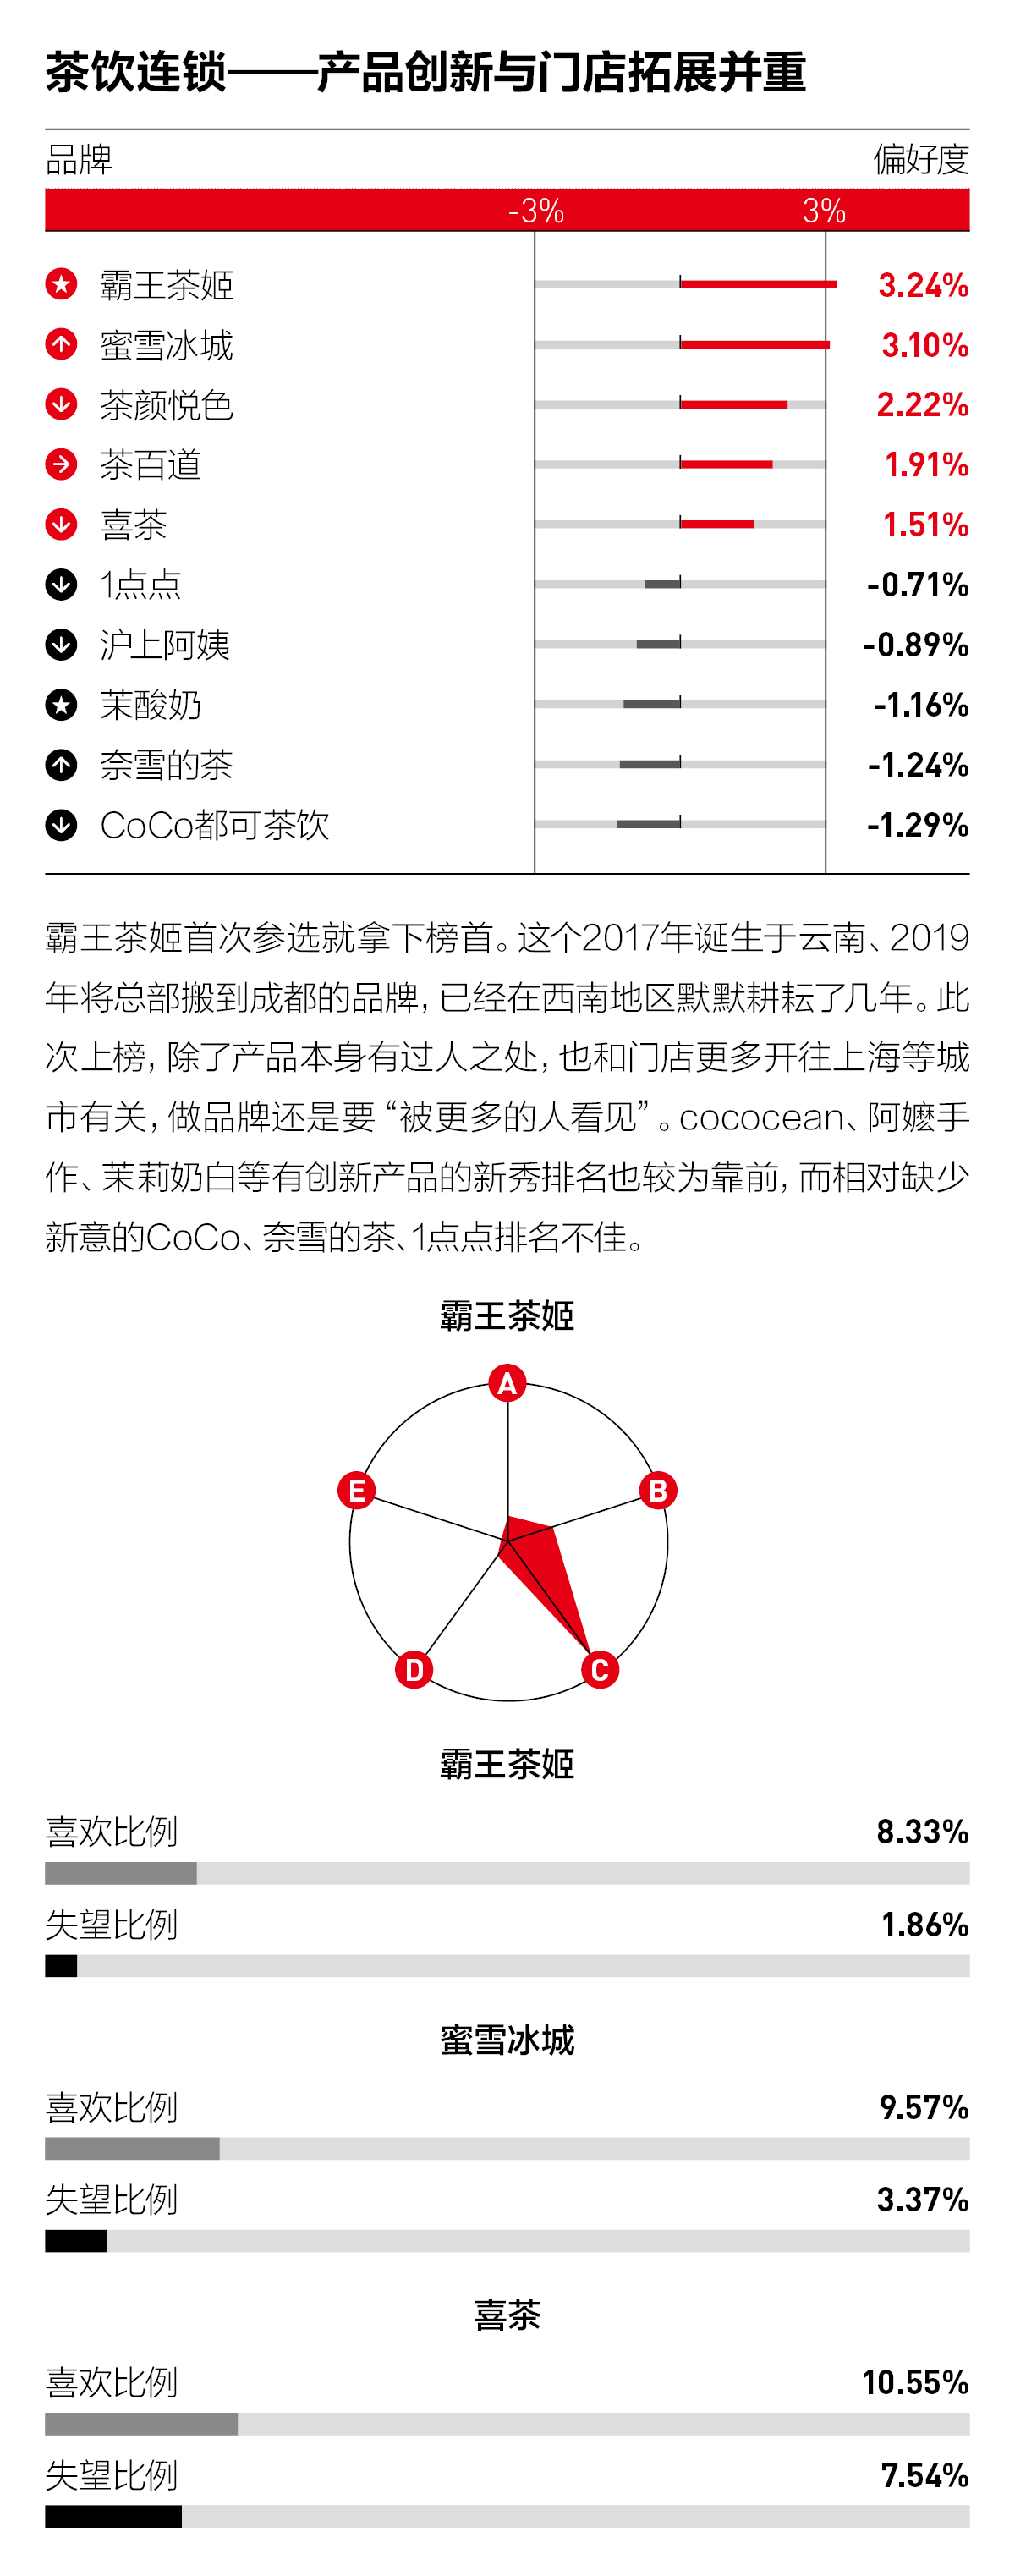 茶饮连锁——产品创新与门店拓展并重
品牌 偏好度
-3% 3%
霸王茶姬 3.24%
蜜雪冰城 3.10%
茶颜悦色 2.22%
茶百道 1.91%
喜茶 1.51%
1点点 -0.71%
沪上阿姨 -0.89%
茉酸奶 -1.16%
奈雪的茶 -1.24%
CoCo都可茶饮 -1.29%
霸王茶姬首次参选就拿下榜首。这个2017年诞生于云南、2019
年将总部搬到成都的品牌，已经在西南地区默默耕耘了几年。此
次上榜，除了产品本身有过人之处，也和门店更多开往上海等城
市有关，做品牌还是要“被更多的人看见”。cococean、阿嬷手
作、茉莉奶白等有创新产品的新秀排名也较为靠前，而相对缺少
新意的CoCo、奈雪的茶、1点点排名不佳。
霸王茶姬
A
E B
D C
霸王茶姬
喜欢比例 8.33%
失望比例 1.86%
蜜雪冰城
喜欢比例 9.57%
失望比例 3.37%
喜茶
喜欢比例 10.55%
失望比例 7.54%